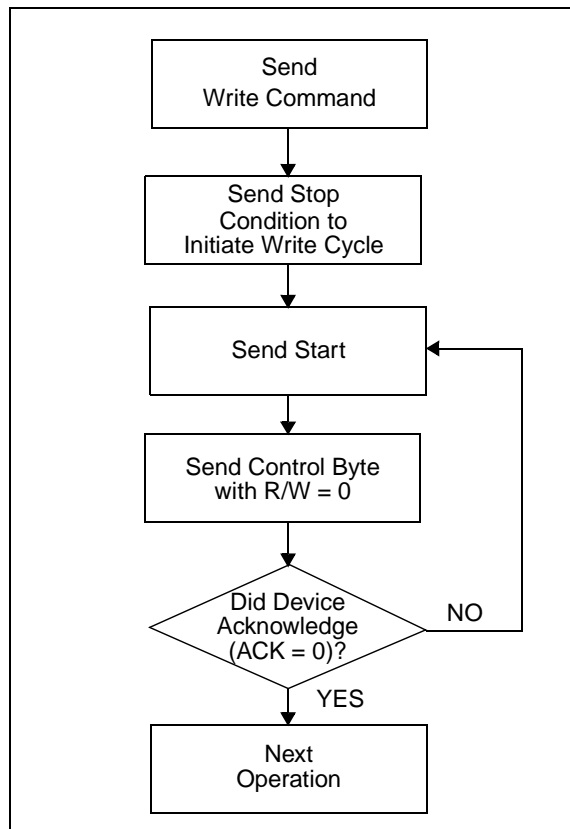 Send
Write Command
Send Stop
Condition to
Initiate Write Cycle
Send Start
Send Control Byte
with R/W = 0
Did Device
Acknowledge
(ACK = 0)?
NO
YES
Next
Operation